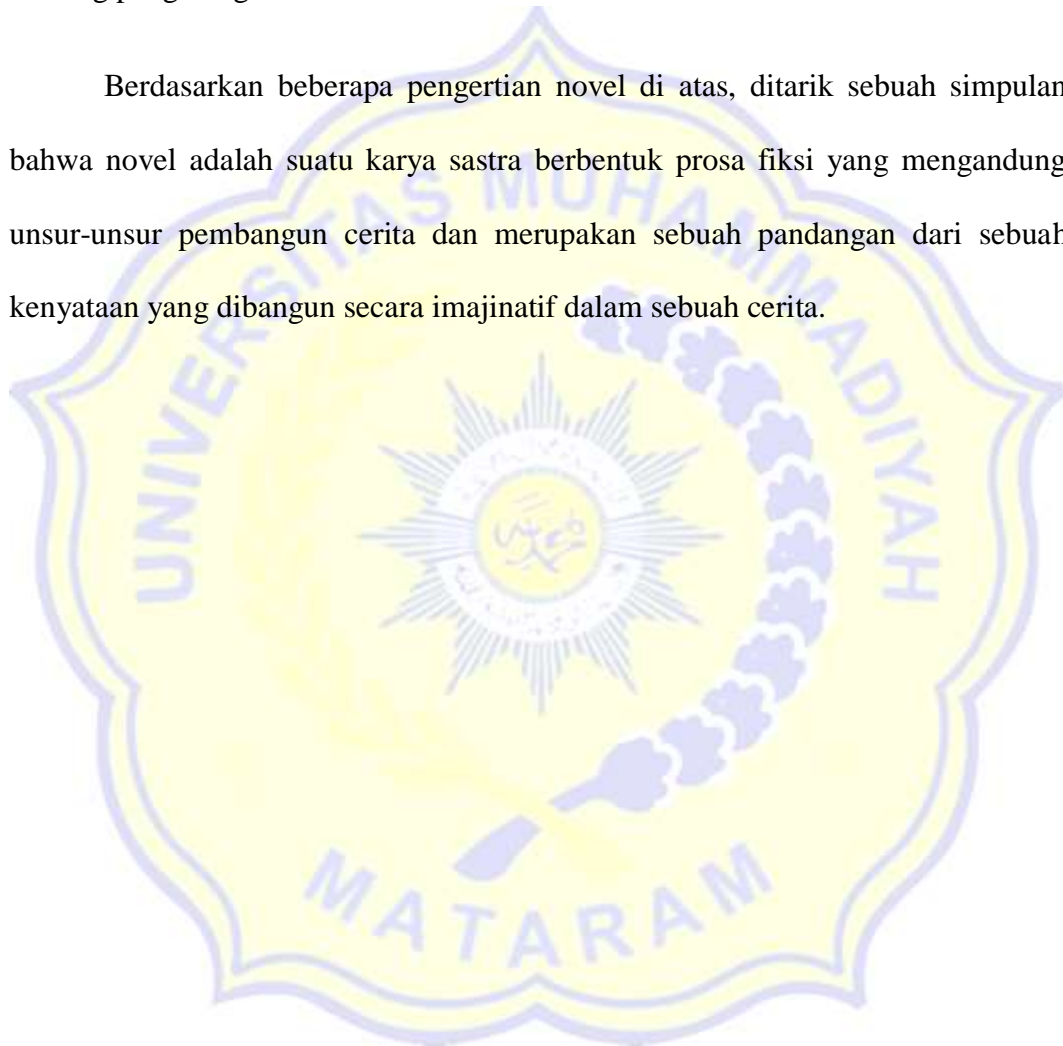 Berdasarkan beberapa pengertian novel di atas, ditarik sebuah simpulan
bahwa novel adalah suatu karya sastra berbentuk prosa fiksi yang mengandung
unsur-unsur pembangun cerita dan merupakan sebuah pandangan dari sebuah
kenyataan yang dibangun secara imajinatif dalam sebuah cerita.
UNIVERSITAS MUHAMMADIYAH
MATARAM